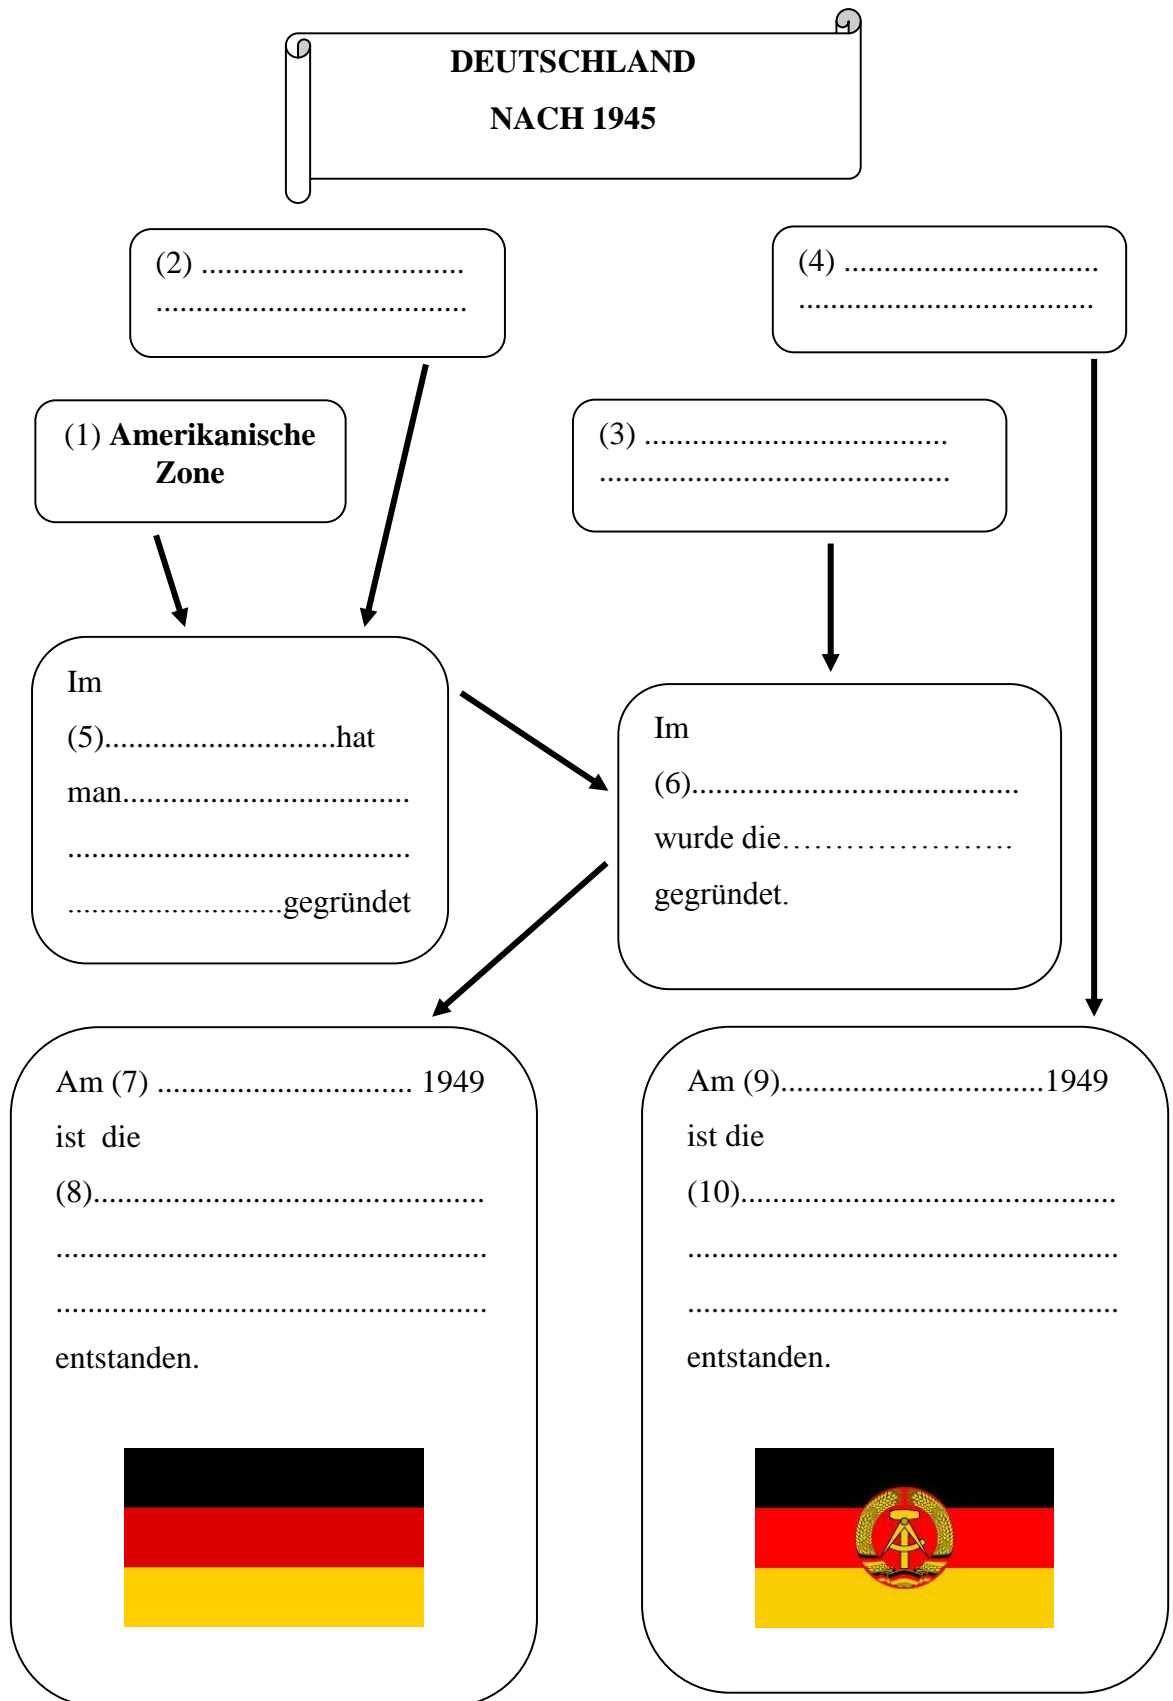 DEUTSCHLAND
NACH 1945
(2) .................................
.......................................
(4) ................................
.....................................
(1) Amerikanische
Zone
(3) ......................................
............................................
Im
(5).............................hat
man....................................
...........................................
...........................gegründet
Im
(6).........................................
wurde die......................
gegründet.
Am (7) ................................ 1949
ist die
(8).................................................
......................................................
......................................................
entstanden.
Am (9).................................1949
ist die
(10)...............................................
......................................................
......................................................
entstanden.